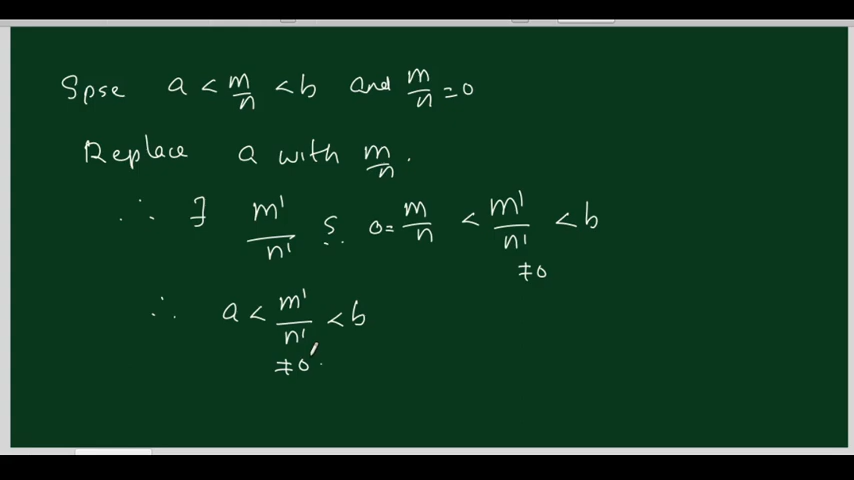 Spse a < m/n < b and m/n = 0
Replace a with m/n.
∴ ∃ m'/n' s.. 0 = m/n < m'/n' < b
≠0
∴ a < m'/n' < b
≠0